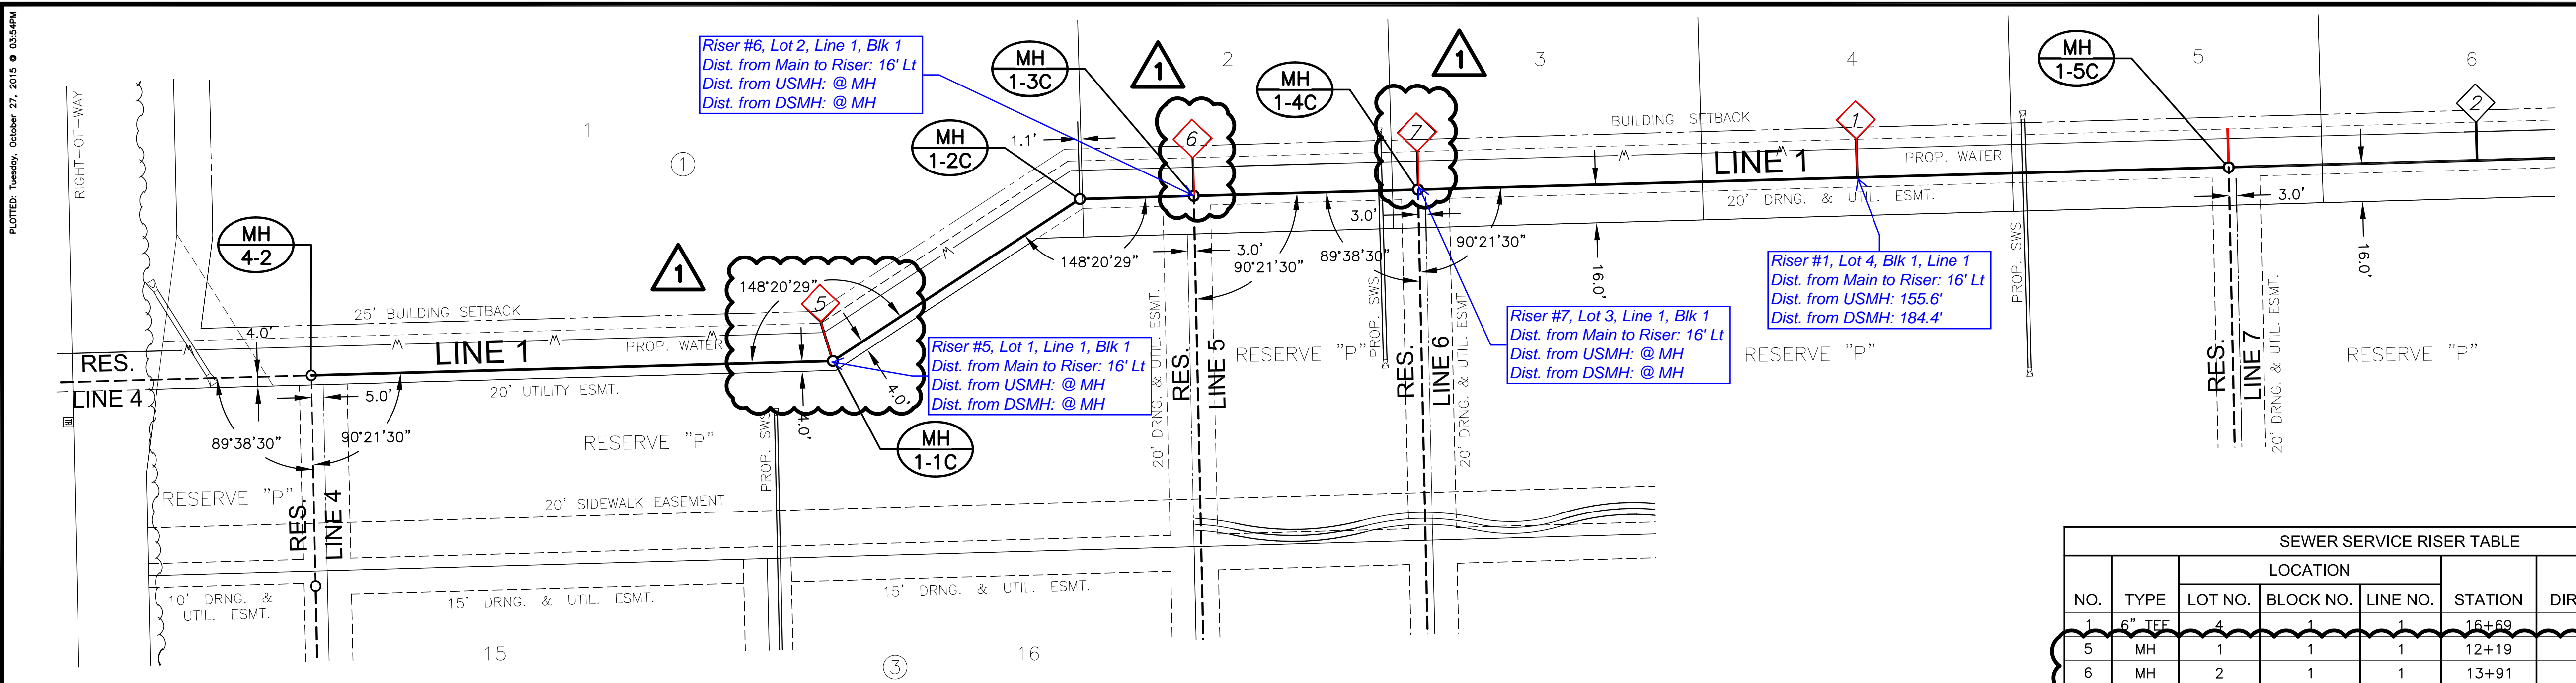 PLOTTED: Tuesday, October 27, 2015 @ 03:54PM
RIGHT-OF-WAY
1
1
Riser #6, Lot 2, Line 1, Blk 1
Dist. from Main to Riser: 16' Lt
Dist. from USMH: @ MH
Dist. from DSMH: @ MH
MH
1-3C
1
2
MH
1-4C
1
3
4
MH
1-5C
5
6
MH
1-2C
1.1'
6
7
BUILDING SETBACK
1
2
LINE 1
PROP. WATER
20' DRNG. & UTIL. ESMT.
3.0'
MH
4-2
1
148°20'29"
5
148°20'29"
3.0'
90°21'30"
89°38'30"
3.0'
90°21'30"
16.0'
16.0'
PROP. SWS
PROP. SWS
Riser #1, Lot 4, Blk 1, Line 1
Dist. from Main to Riser: 16' Lt
Dist. from USMH: 155.6'
Dist. from DSMH: 184.4'
25' BUILDING SETBACK
4.0'
LINE 1
PROP. WATER
RES.
LINE 4
R
5.0'
20' UTILITY ESMT.
89°38'30"
90°21'30"
4.0'
4.0'
Riser #5, Lot 1, Line 1, Blk 1
Dist. from Main to Riser: 16' Lt
Dist. from USMH: @ MH
Dist. from DSMH: @ MH
MH
1-1C
Riser #7, Lot 3, Line 1, Blk 1
Dist. from Main to Riser: 16' Lt
Dist. from USMH: @ MH
Dist. from DSMH: @ MH
20' DRNG. & UTIL. ESMT.
RES.
LINE 5
RESERVE "P"
RES.
LINE 6
20' DRNG. & UTIL. ESMT.
RESERVE "P"
RES.
LINE 7
20' DRNG. & UTIL. ESMT.
RESERVE "P"
RESERVE "P"
RESERVE "P"
PROP. SWS
RES.
LINE 4
20' SIDEWALK EASEMENT
10' DRNG. &
UTIL. ESMT.
15' DRNG. & UTIL. ESMT.
15' DRNG. & UTIL. ESMT.
15
3
16
SEWER SERVICE RISER TABLE
LOCATION
NO. TYPE LOT NO. BLOCK NO. LINE NO. STATION DIR
1 6" TEE 4 1 1 16+69
5 MH 1 1 1 12+19
6 MH 2 1 1 13+91